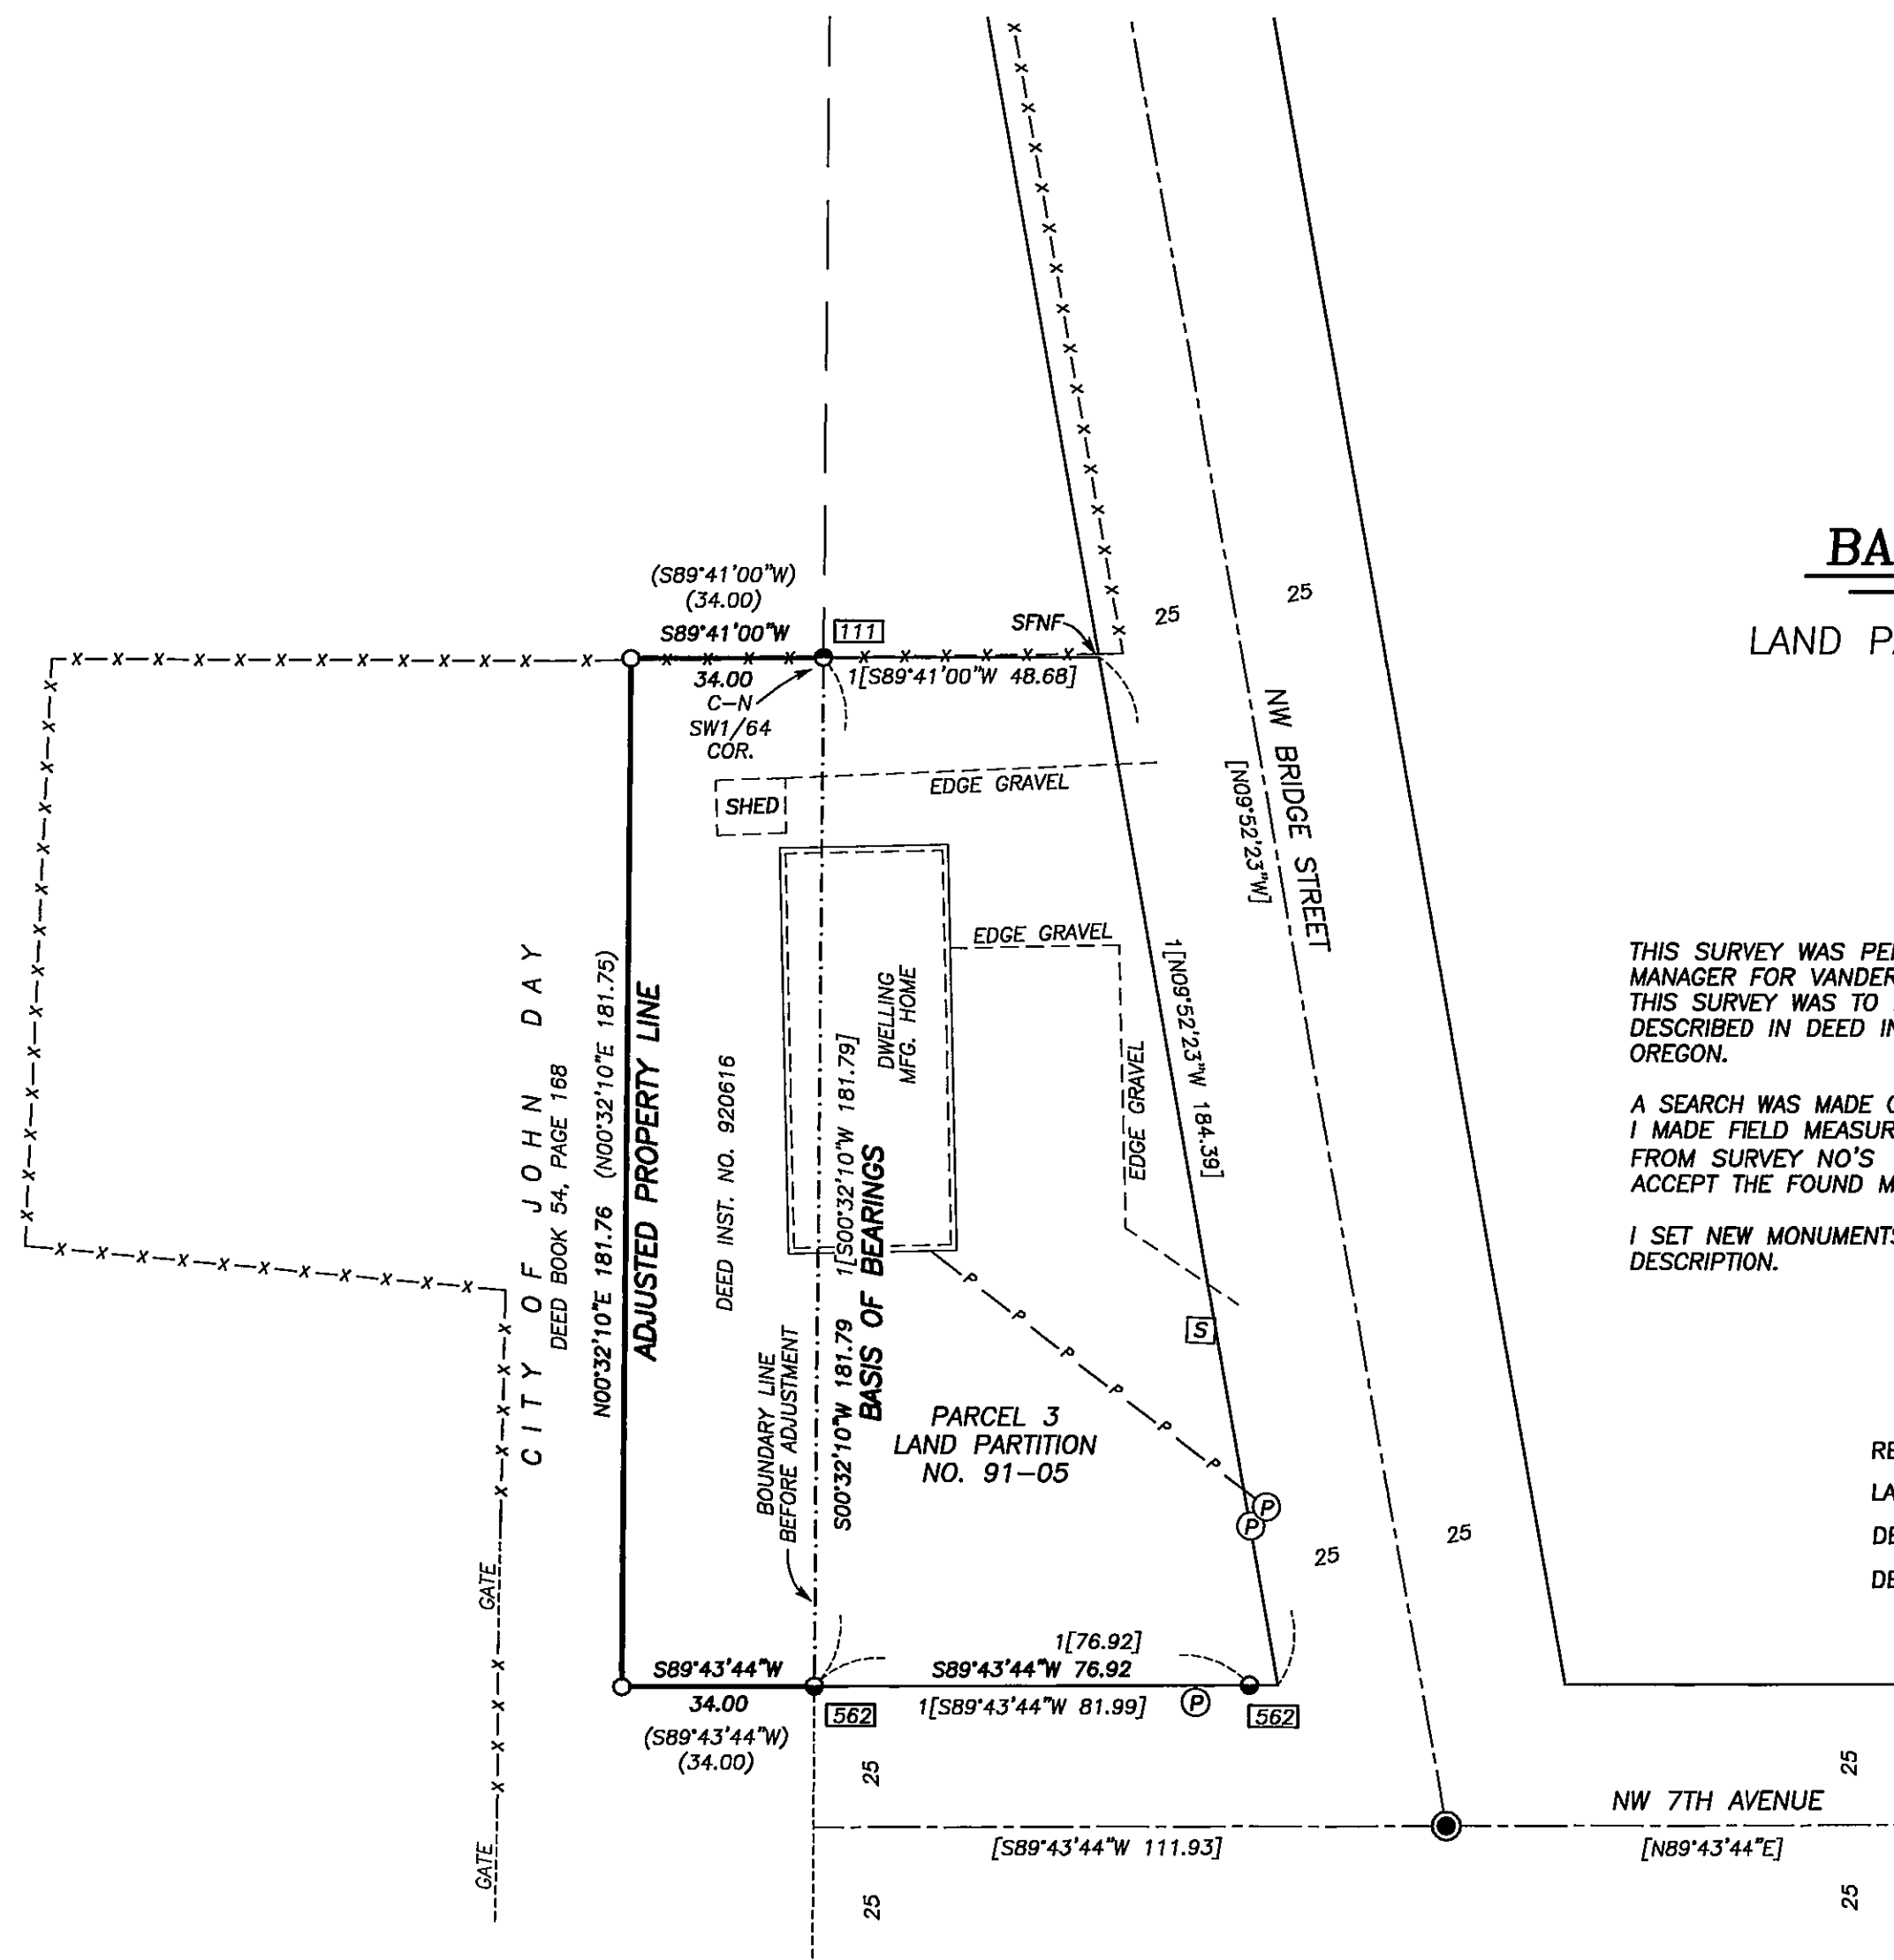 (S89°41'00"W)
(34.00)
S89°41'00"W
34.00
111
1[S89°41'00"W 48.68]
SFNF
C-N
SW1/64
COR.
25
25
NW BRIDGE STREET
[N09°52'23"W]
SHED
EDGE GRAVEL
EDGE GRAVEL
EDGE GRAVEL
DWELLING
MFG. HOME
1[N09°52'23"W 184.39]
CITY OF JOHN DAY
DEED BOOK 54, PAGE 168
N00°32'10"E 181.76 (N00°32'10"E 181.75)
ADJUSTED PROPERTY LINE
DEED INST. NO. 920616
BOUNDARY LINE
BEFORE ADJUSTMENT
S00°32'10"W 181.79 1[S00°32'10"W 181.79]
BASIS OF BEARINGS
PARCEL 3
LAND PARTITION
NO. 91-05
S
P
P
25
25
GATE
GATE
S89°43'44"W
34.00
(S89°43'44"W)
(34.00)
1[76.92]
S89°43'44"W 76.92
1[S89°43'44"W 81.99]
P
562
562
25
25
[S89°43'44"W 111.93]
NW 7TH AVENUE
[N89°43'44"E]
25
25
BA
LAND PA
THIS SURVEY WAS PE
MANAGER FOR VANDER
THIS SURVEY WAS TO
DESCRIBED IN DEED IN
OREGON.
A SEARCH WAS MADE
I MADE FIELD MEASUR
FROM SURVEY NO'S
ACCEPT THE FOUND M
I SET NEW MONUMENTS
DESCRIPTION.
RE
LA
DE
DE